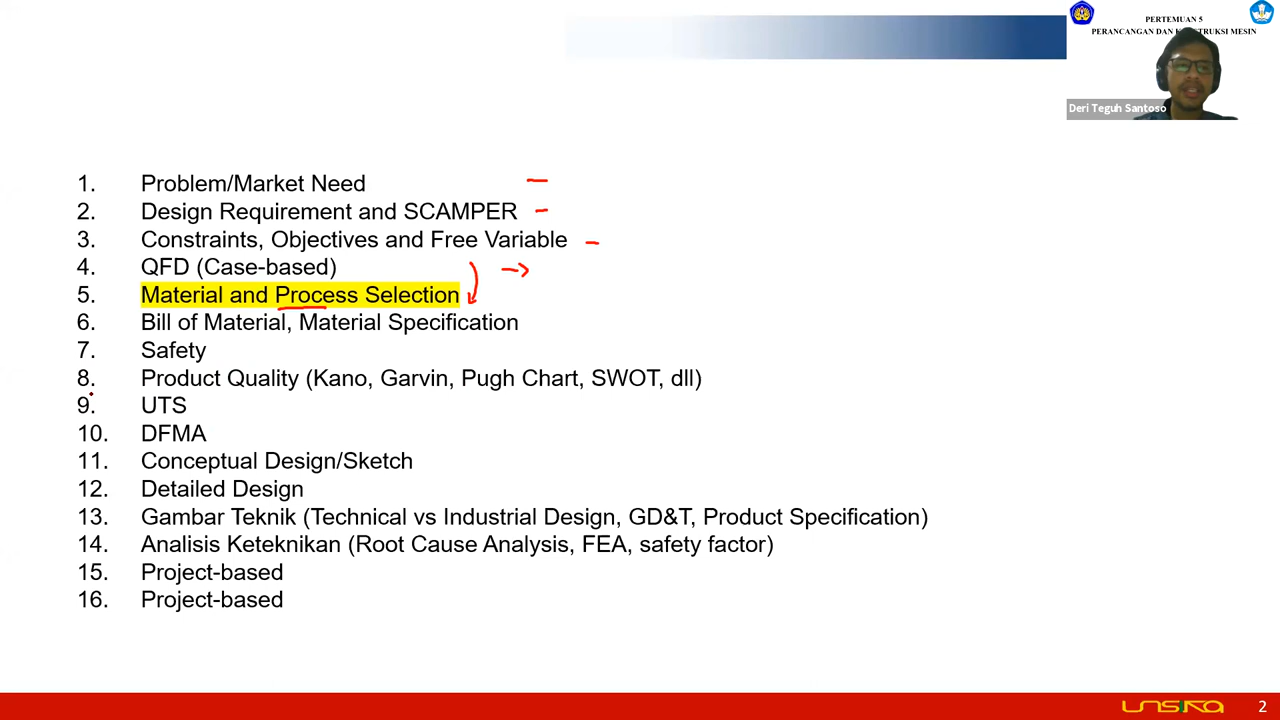 PERTEMUAN 5
PERANCANGAN DAN KONSTRUKSI MESIN
Deri Teguh Santoso
1. Problem/Market Need
2. Design Requirement and SCAMPER
3. Constraints, Objectives and Free Variable
4. QFD (Case-based)
5. Material and Process Selection
6. Bill of Material, Material Specification
7. Safety
8. Product Quality (Kano, Garvin, Pugh Chart, SWOT, dll)
9. UTS
10. DFMA
11. Conceptual Design/Sketch
12. Detailed Design
13. Gambar Teknik (Technical vs Industrial Design, GD&T, Product Specification)
14. Analisis Keteknikan (Root Cause Analysis, FEA, safety factor)
15. Project-based
16. Project-based
unsika 2